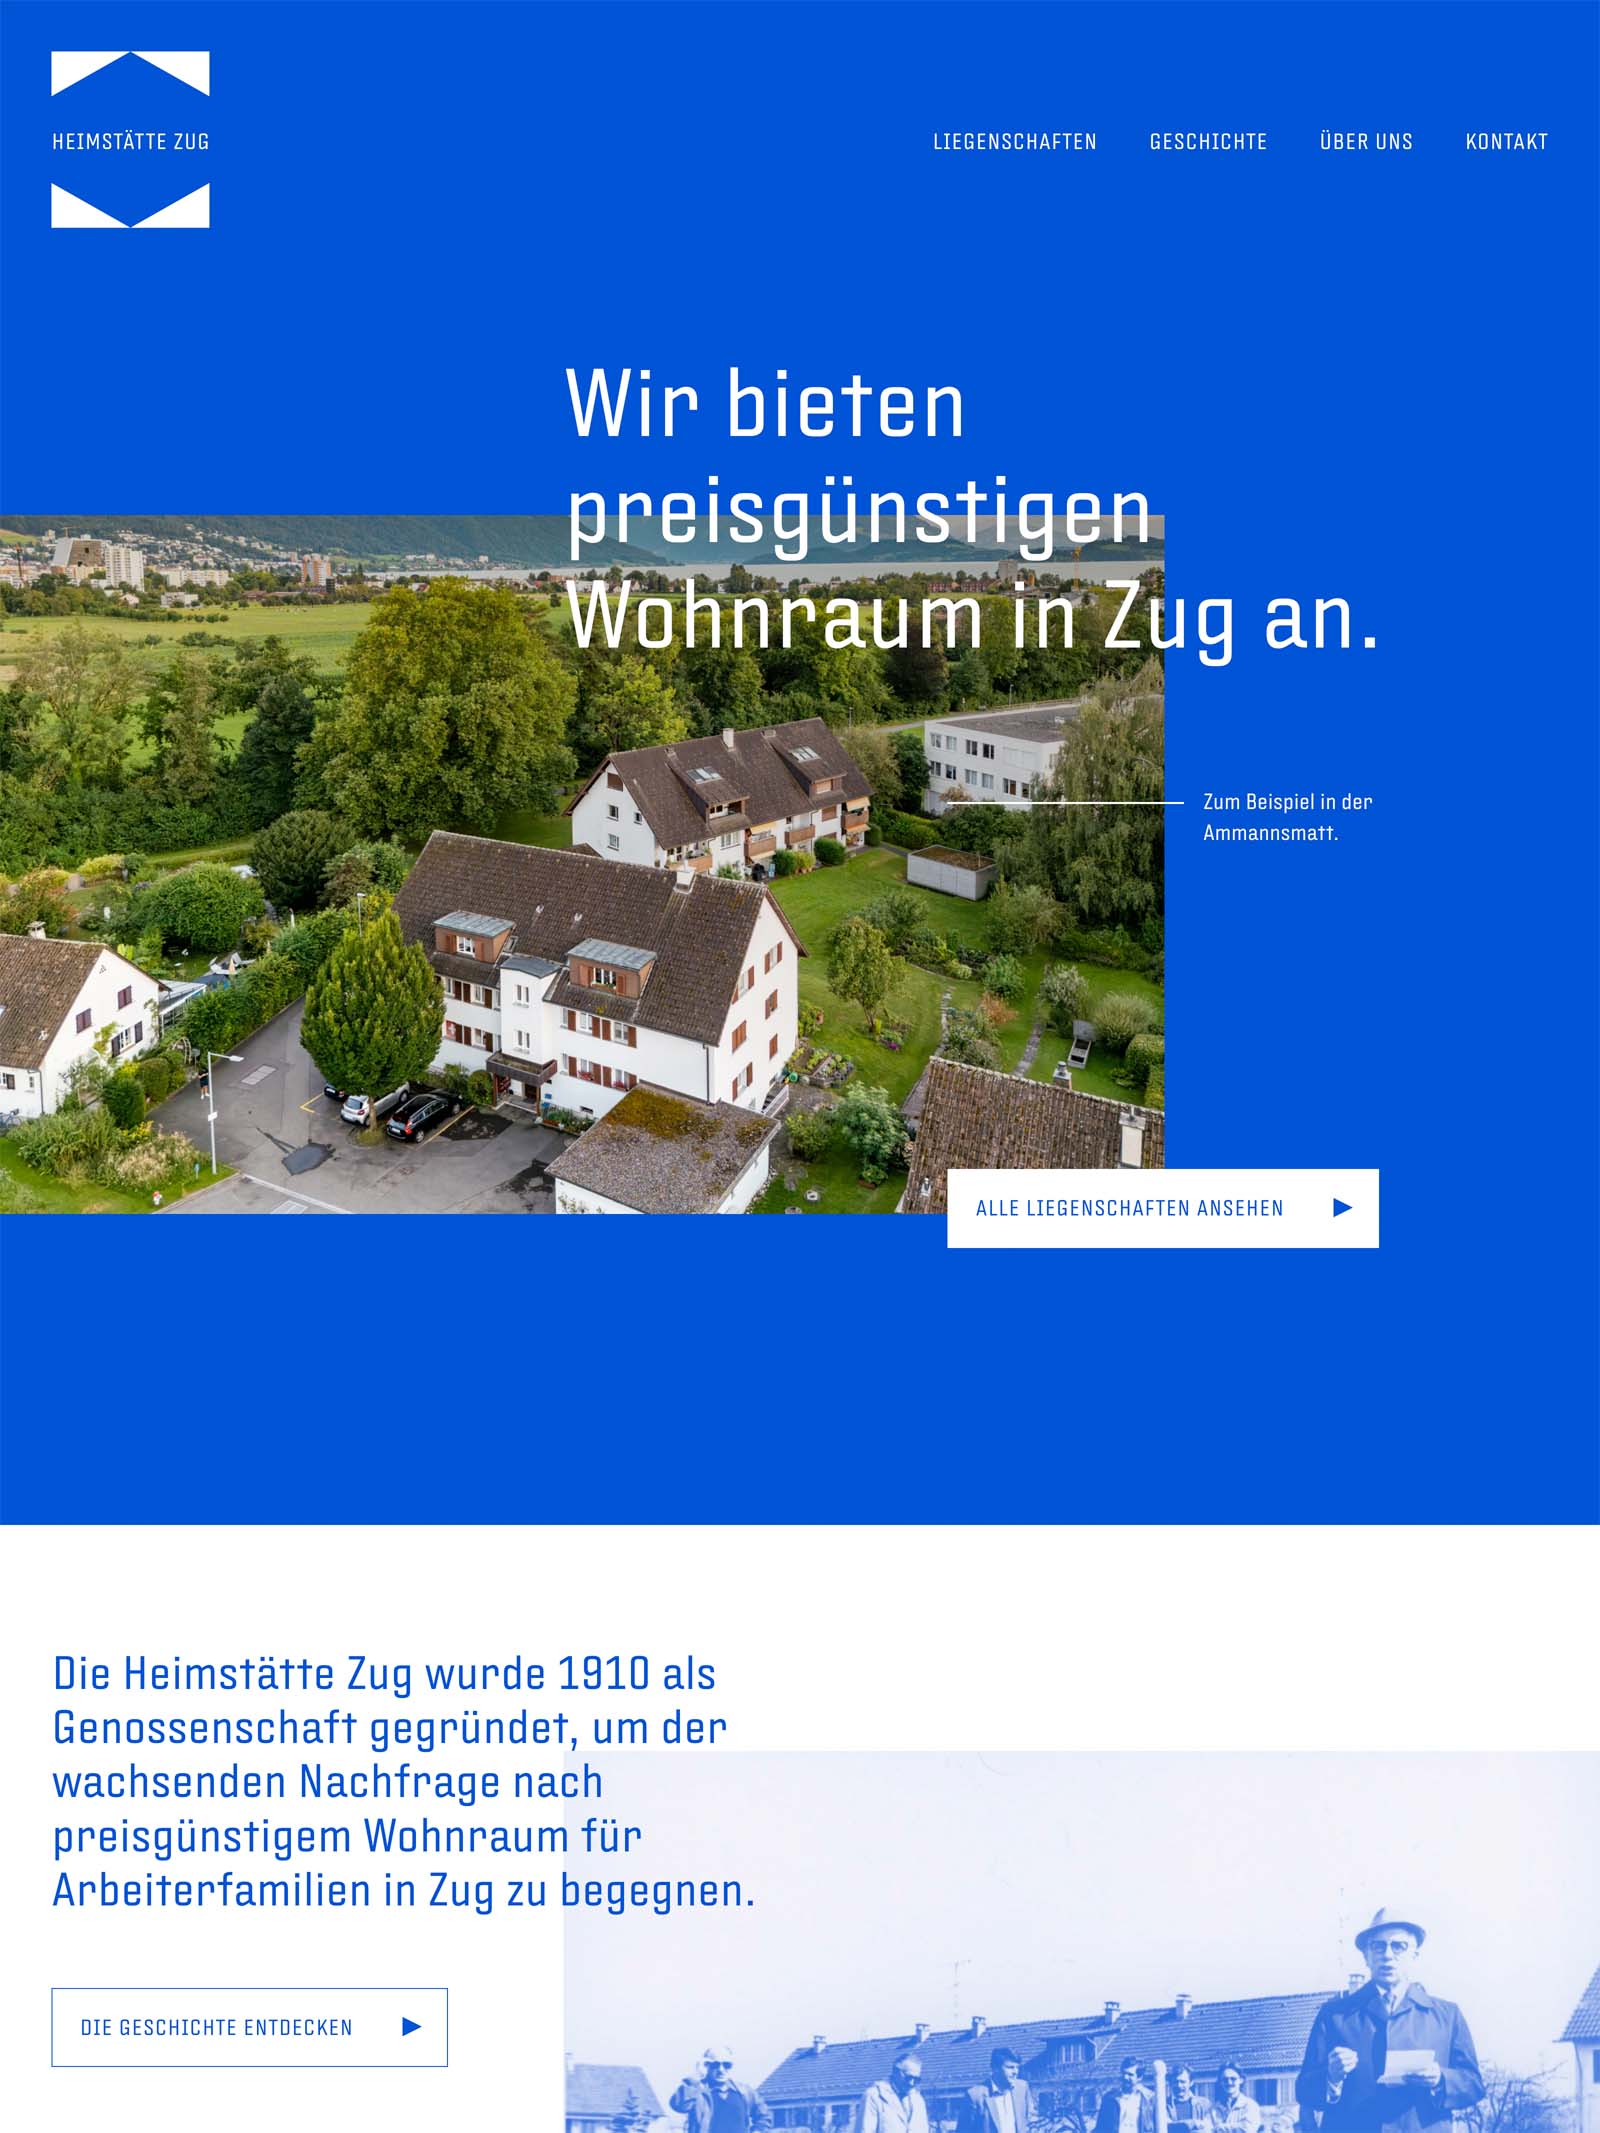 HEIMSTÄTTE ZUG
LIEGENSCHAFTEN GESCHICHTE ÜBER UNS KONTAKT
Wir bieten
preisgünstigen
Wohnraum in Zug an.
Zum Beispiel in der
Ammannsmatt.
ALLE LIEGENSCHAFTEN ANSEHEN
Die Heimstätte Zug wurde 1910 als
Genossenschaft gegründet, um der
wachsenden Nachfrage nach
preisgünstigem Wohnraum für
Arbeiterfamilien in Zug zu begegnen.
DIE GESCHICHTE ENTDECKEN